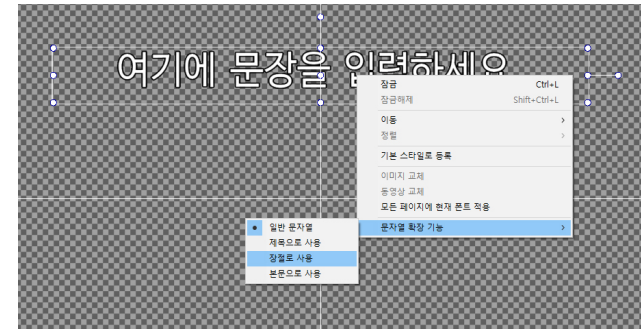 여기에 문장을 입력하세요
잠금 Ctrl+L
잠금해제 Shift+Ctrl+L
이동
정렬
기본 스타일로 등록
이미지 교체
동영상 교체
모든 페이지에 현재 폰트 적용
문자열 확장 기능
일반 문자열
제목으로 사용
장절로 사용
본문으로 사용